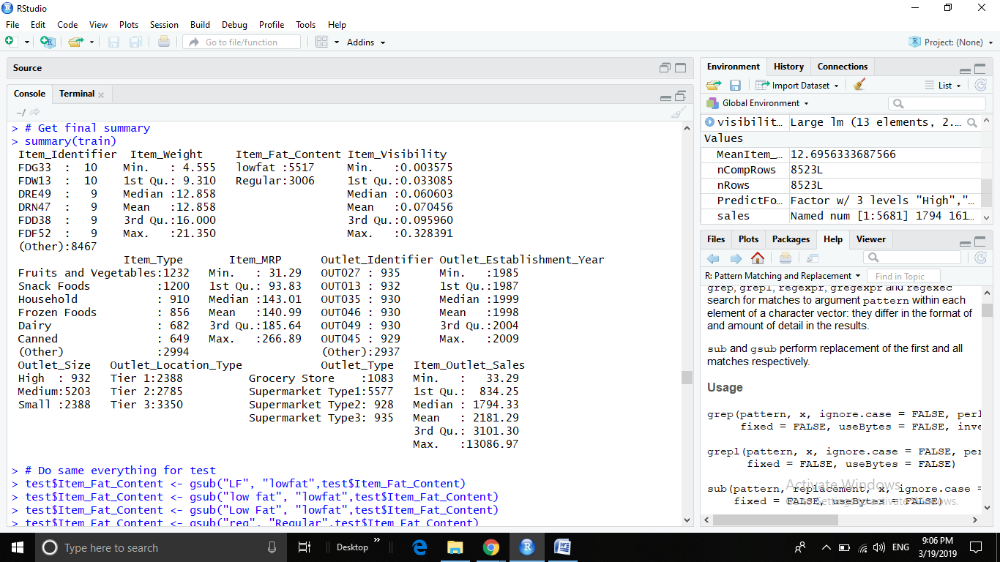 RStudio
File Edit Code View Plots Session Build Debug Profile Tools Help
Go to file/function Addins Project: (None)
Source
Console Terminal
~/
> # Get final summary
> summary(train)
Item_Identifier Item_Weight Item_Fat_Content Item_Visibility
FDG33 : 10 Min. : 4.555 lowfat :5517 Min. :0.003575
FDW13 : 10 1st Qu.: 9.310 Regular:3006 1st Qu.:0.033085
DRE49 : 9 Median :12.858 Median :0.060603
DRN47 : 9 Mean :12.858 Mean :0.070456
FDD38 : 9 3rd Qu.:16.000 3rd Qu.:0.095960
FDF52 : 9 Max. :21.350 Max. :0.328391
(Other):8467
Item_Type Item_MRP Outlet_Identifier Outlet_Establishment_Year
Fruits and Vegetables:1232 Min. : 31.29 OUT027 : 935 Min. :1985
Snack Foods :1200 1st Qu.: 93.83 OUT013 : 932 1st Qu.:1987
Household : 910 Median :143.01 OUT035 : 930 Median :1999
Frozen Foods : 856 Mean :140.99 OUT046 : 930 Mean :1998
Dairy : 682 3rd Qu.:185.64 OUT049 : 930 3rd Qu.:2004
Canned : 649 Max. :266.89 OUT045 : 929 Max. :2009
(Other) :2994 (Other):2937
Outlet_Size Outlet_Location_Type Outlet_Type Item_Outlet_Sales
High : 932 Tier 1:2388 Grocery Store :1083 Min. : 33.29
Medium:5203 Tier 2:2785 Supermarket Type1:5577 1st Qu.: 834.25
Small :2388 Tier 3:3350 Supermarket Type2: 928 Median : 1794.33
Supermarket Type3: 935 Mean : 2181.29
3rd Qu.: 3101.30
Max. :13086.97
> # Do same everything for test
> test$Item_Fat_Content <- gsub("LF", "lowfat",test$Item_Fat_Content)
> test$Item_Fat_Content <- gsub("low fat", "lowfat",test$Item_Fat_Content)
> test$Item_Fat_Content <- gsub("Low Fat", "lowfat",test$Item_Fat_Content)
> test$Item_Fat_Content <- gsub("reg", "Regular",test$Item_Fat_Content)
Environment History Connections
Import Dataset List
Global Environment
visibilit… Large lm (13 elements, 2.…
Values
MeanItem_… 12.6956333687566
nCompRows 8523L
nRows 8523L
PredictFo… Factor w/ 3 levels "High","…
sales Named num [1:5681] 1794 161…
Files Plots Packages Help Viewer
R: Pattern Matching and Replacement Find in Topic
grep, grepl, regexpr, gregexpr and regexec
search for matches to argument pattern within each
element of a character vector: they differ in the format of
and amount of detail in the results.
sub and gsub perform replacement of the first and all
matches respectively.
Usage
grep(pattern, x, ignore.case = FALSE, perl
fixed = FALSE, useBytes = FALSE, inve
grepl(pattern, x, ignore.case = FALSE, per
fixed = FALSE, useBytes = FALSE)
sub(pattern, replacement, x, ignore.case =
fixed = FALSE, useBytes = FALSE)
Activate Windows
Go to Settings to activate Windows.
Type here to search Desktop ENG
9:06 PM
3/19/2019